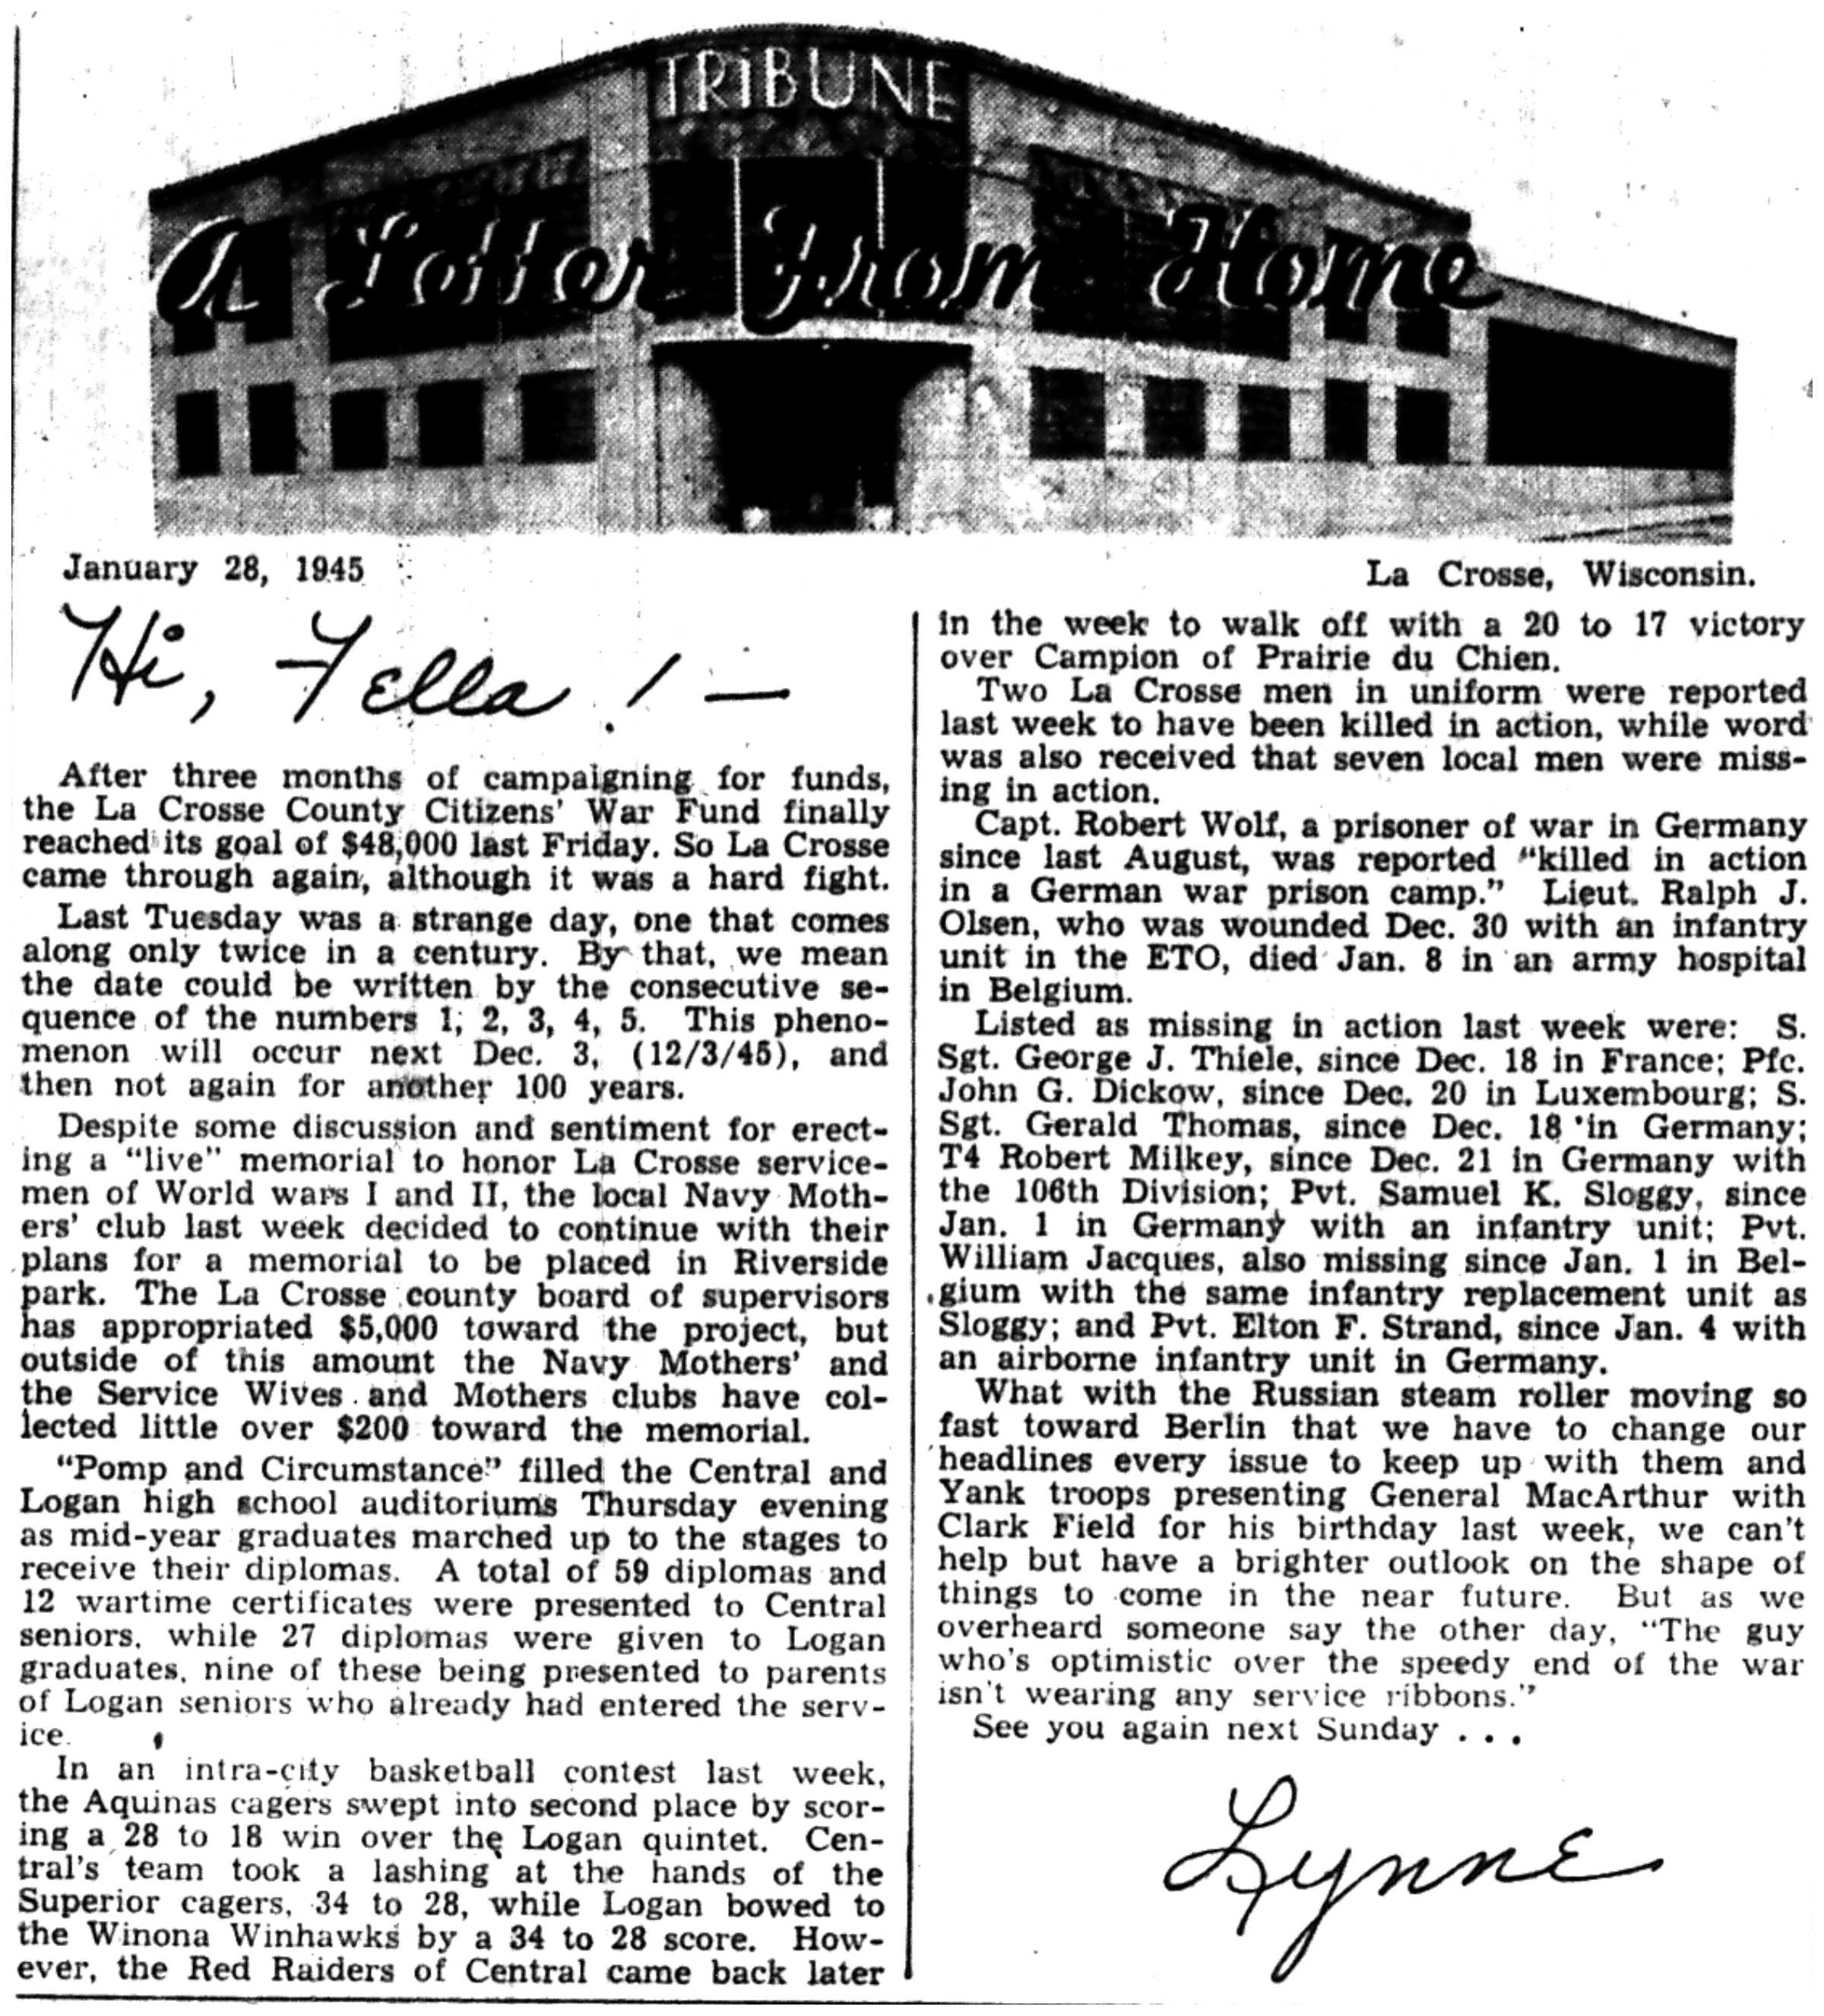 TRIBUNE
A Letter From Home
January 28, 1945
La Crosse, Wisconsin.
Hi, Fella! —
After three months of campaigning for funds,
the La Crosse County Citizens' War Fund finally
reached its goal of $48,000 last Friday. So La Crosse
came through again, although it was a hard fight.
Last Tuesday was a strange day, one that comes
along only twice in a century. By that, we mean
the date could be written by the consecutive se-
quence of the numbers 1, 2, 3, 4, 5. This pheno-
menon will occur next Dec. 3, (12/3/45), and
then not again for another 100 years.
Despite some discussion and sentiment for erect-
ing a "live" memorial to honor La Crosse service-
men of World wars I and II, the local Navy Moth-
ers' club last week decided to continue with their
plans for a memorial to be placed in Riverside
park. The La Crosse county board of supervisors
has appropriated $5,000 toward the project, but
outside of this amount the Navy Mothers' and
the Service Wives and Mothers clubs have col-
lected little over $200 toward the memorial.
"Pomp and Circumstance" filled the Central and
Logan high school auditoriums Thursday evening
as mid-year graduates marched up to the stages to
receive their diplomas. A total of 59 diplomas and
12 wartime certificates were presented to Central
seniors, while 27 diplomas were given to Logan
graduates, nine of these being presented to parents
of Logan seniors who already had entered the serv-
ice.
In an intra-city basketball contest last week,
the Aquinas cagers swept into second place by scor-
ing a 28 to 18 win over the Logan quintet. Cen-
tral's team took a lashing at the hands of the
Superior cagers, 34 to 28, while Logan bowed to
the Winona Winhawks by a 34 to 28 score. How-
ever, the Red Raiders of Central came back later
in the week to walk off with a 20 to 17 victory
over Campion of Prairie du Chien.
Two La Crosse men in uniform were reported
last week to have been killed in action, while word
was also received that seven local men were miss-
ing in action.
Capt. Robert Wolf, a prisoner of war in Germany
since last August, was reported "killed in action
in a German war prison camp." Lieut. Ralph J.
Olsen, who was wounded Dec. 30 with an infantry
unit in the ETO, died Jan. 8 in an army hospital
in Belgium.
Listed as missing in action last week were: S.
Sgt. George J. Thiele, since Dec. 18 in France; Pfc.
John G. Dickow, since Dec. 20 in Luxembourg; S.
Sgt. Gerald Thomas, since Dec. 18 in Germany;
T4 Robert Milkey, since Dec. 21 in Germany with
the 106th Division; Pvt. Samuel K. Sloggy, since
Jan. 1 in Germany with an infantry unit; Pvt.
William Jacques, also missing since Jan. 1 in Bel-
gium with the same infantry replacement unit as
Sloggy; and Pvt. Elton F. Strand, since Jan. 4 with
an airborne infantry unit in Germany.
What with the Russian steam roller moving so
fast toward Berlin that we have to change our
headlines every issue to keep up with them and
Yank troops presenting General MacArthur with
Clark Field for his birthday last week, we can't
help but have a brighter outlook on the shape of
things to come in the near future. But as we
overheard someone say the other day, "The guy
who's optimistic over the speedy end of the war
isn't wearing any service ribbons."
See you again next Sunday . . .
Lynne